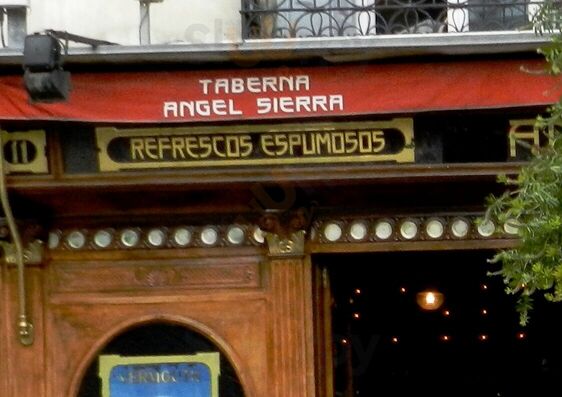 TABERNA
ANGEL SIERRA
11
REFRESCOS ESPUMOSOS
VERMOUTH